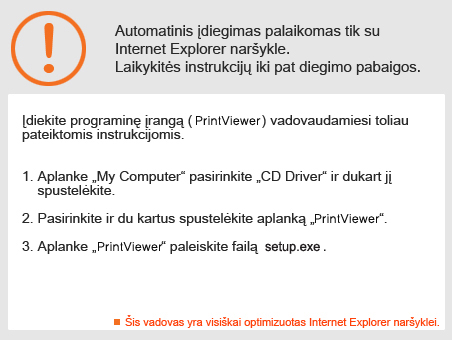 Automatinis įdiegimas palaikomas tik su
Internet Explorer naršykle.
Laikykitės instrukcijų iki pat diegimo pabaigos.
Įdiekite programinę įrangą ( PrintViewer ) vadovaudamiesi toliau
pateiktomis instrukcijomis.
1. Aplanke „My Computer“ pasirinkite „CD Driver“ ir dukart jį
spustelėkite.
2. Pasirinkite ir du kartus spustelėkite aplanką „PrintViewer“.
3. Aplanke „PrintViewer“ paleiskite failą setup.exe .
Šis vadovas yra visiškai optimizuotas Internet Explorer naršyklei.